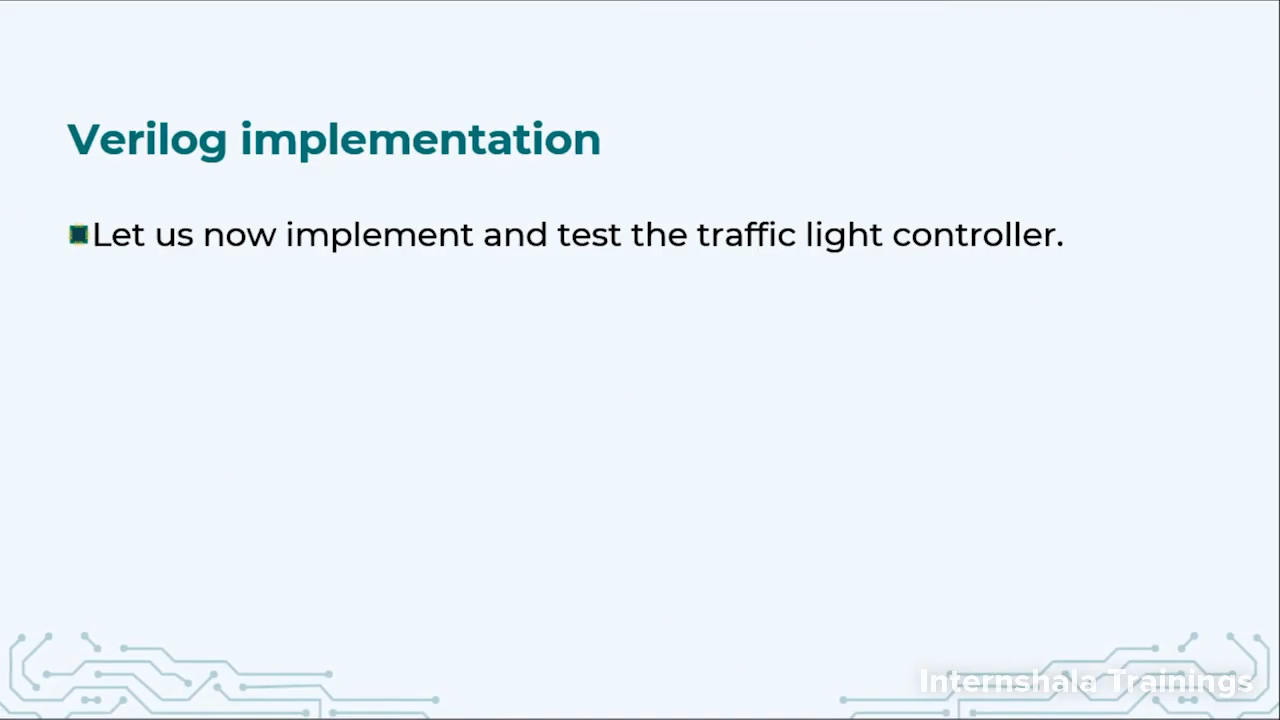 Verilog implementation
Let us now implement and test the traffic light controller.
Internshala Trainings